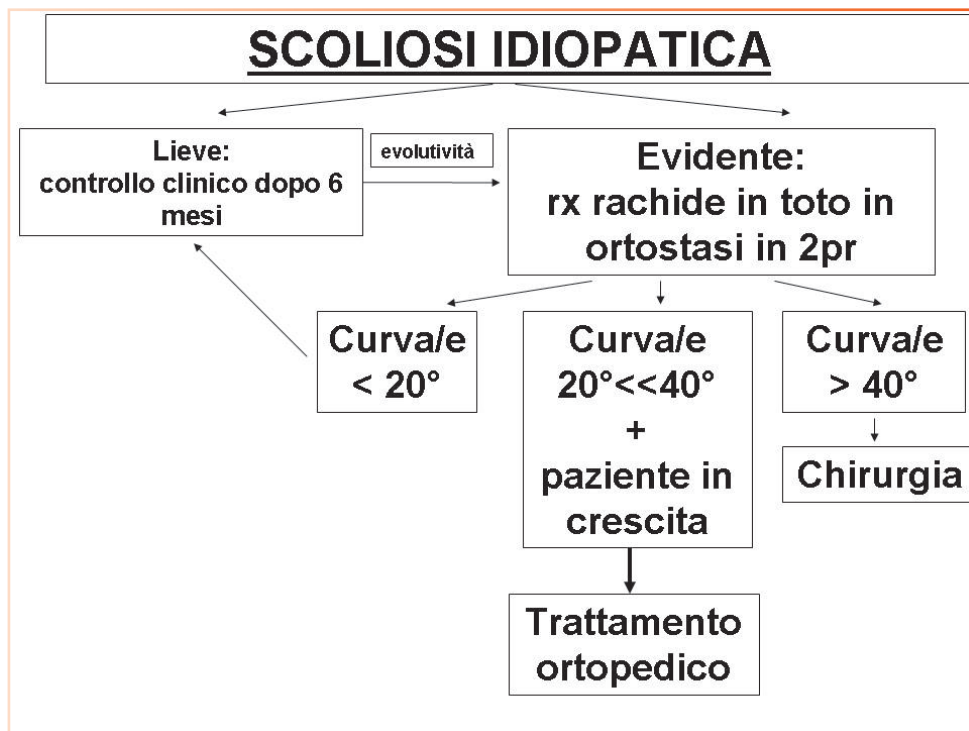 SCOLIOSI IDIOPATICA
Lieve:
controllo clinico dopo 6
mesi
evolutività
Evidente:
rx rachide in toto in
ortostasi in 2pr
Curva/e
< 20°
Curva/e
20°<<40°
+
paziente in
crescita
Curva/e
> 40°
Chirurgia
Trattamento
ortopedico